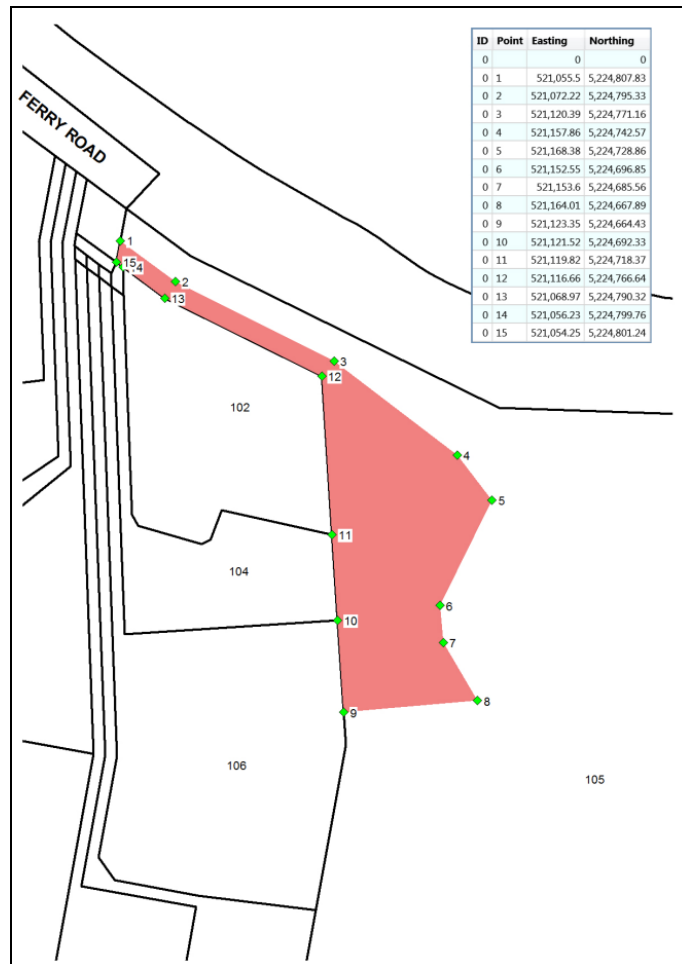 ID Point Easting Northing
0 0 0
0 1 521,055.5 5,224,807.83
0 2 521,072.22 5,224,795.33
0 3 521,120.39 5,224,771.16
0 4 521,157.86 5,224,742.57
0 5 521,168.38 5,224,728.86
0 6 521,152.55 5,224,696.85
0 7 521,153.6 5,224,685.56
0 8 521,164.01 5,224,667.89
0 9 521,123.35 5,224,664.43
0 10 521,121.52 5,224,692.33
0 11 521,119.82 5,224,718.37
0 12 521,116.66 5,224,766.64
0 13 521,068.97 5,224,790.32
0 14 521,056.23 5,224,799.76
0 15 521,054.25 5,224,801.24
FERRY ROAD
1
15
4
2
13
3
12
102
4
5
11
104
6
10
7
8
9
106
105